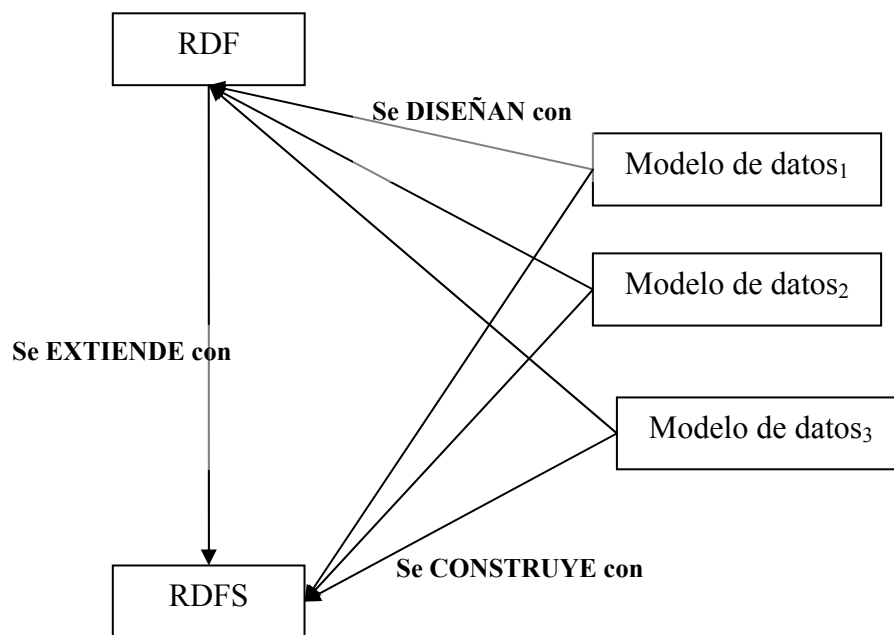 RDF
Se DISEÑAN con
Modelo de datos₁
Modelo de datos₂
Se EXTIENDE con
Modelo de datos₃
Se CONSTRUYE con
RDFS